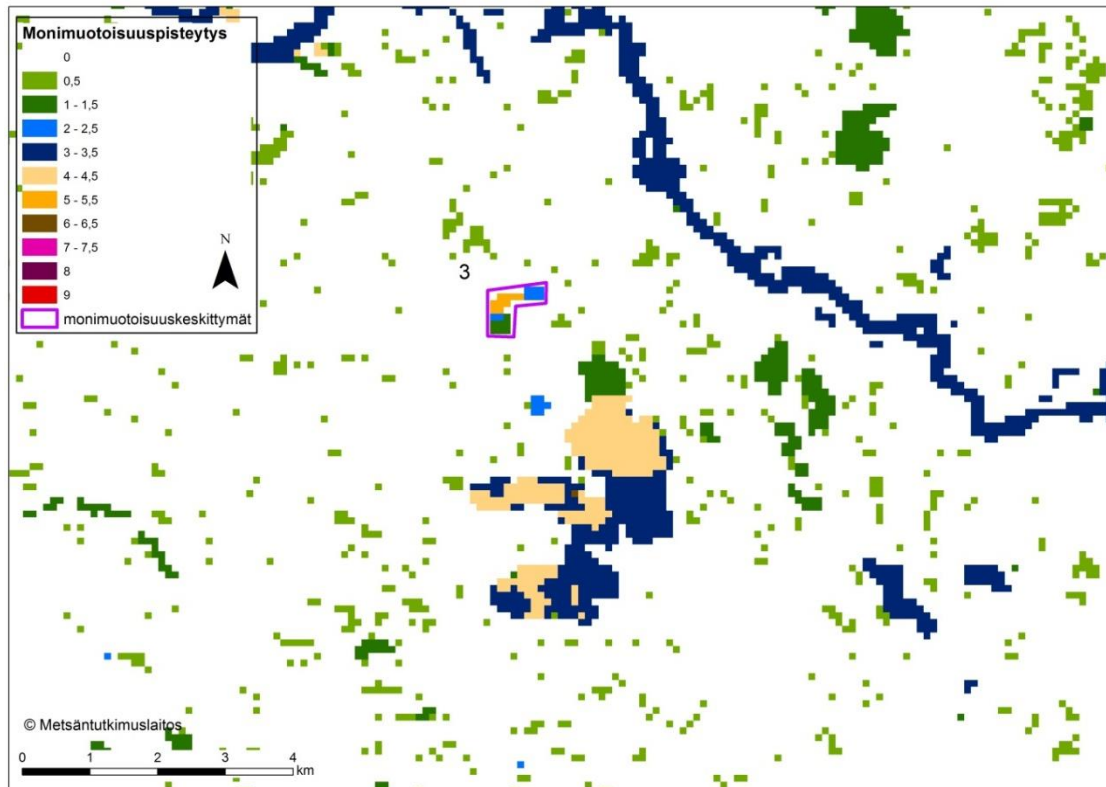 Monimuotoisuuspisteytys
0
0,5
1 - 1,5
2 - 2,5
3 - 3,5
4 - 4,5
5 - 5,5
6 - 6,5
7 - 7,5
8
9
monimuotoisuuskeskittymät
N
3
© Metsäntutkimuslaitos
0 1 2 3 4
km